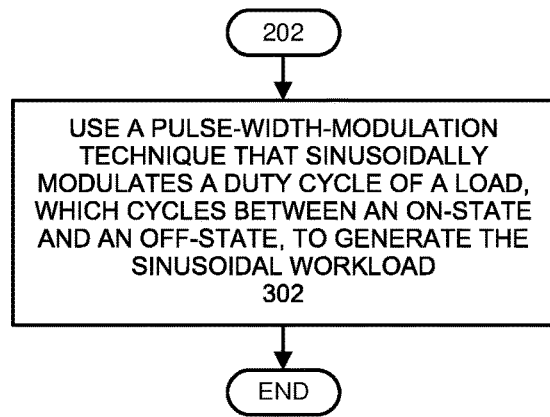 202
USE A PULSE-WIDTH-MODULATION
TECHNIQUE THAT SINUSOIDALLY
MODULATES A DUTY CYCLE OF A LOAD,
WHICH CYCLES BETWEEN AN ON-STATE
AND AN OFF-STATE, TO GENERATE THE
SINUSOIDAL WORKLOAD
302
END